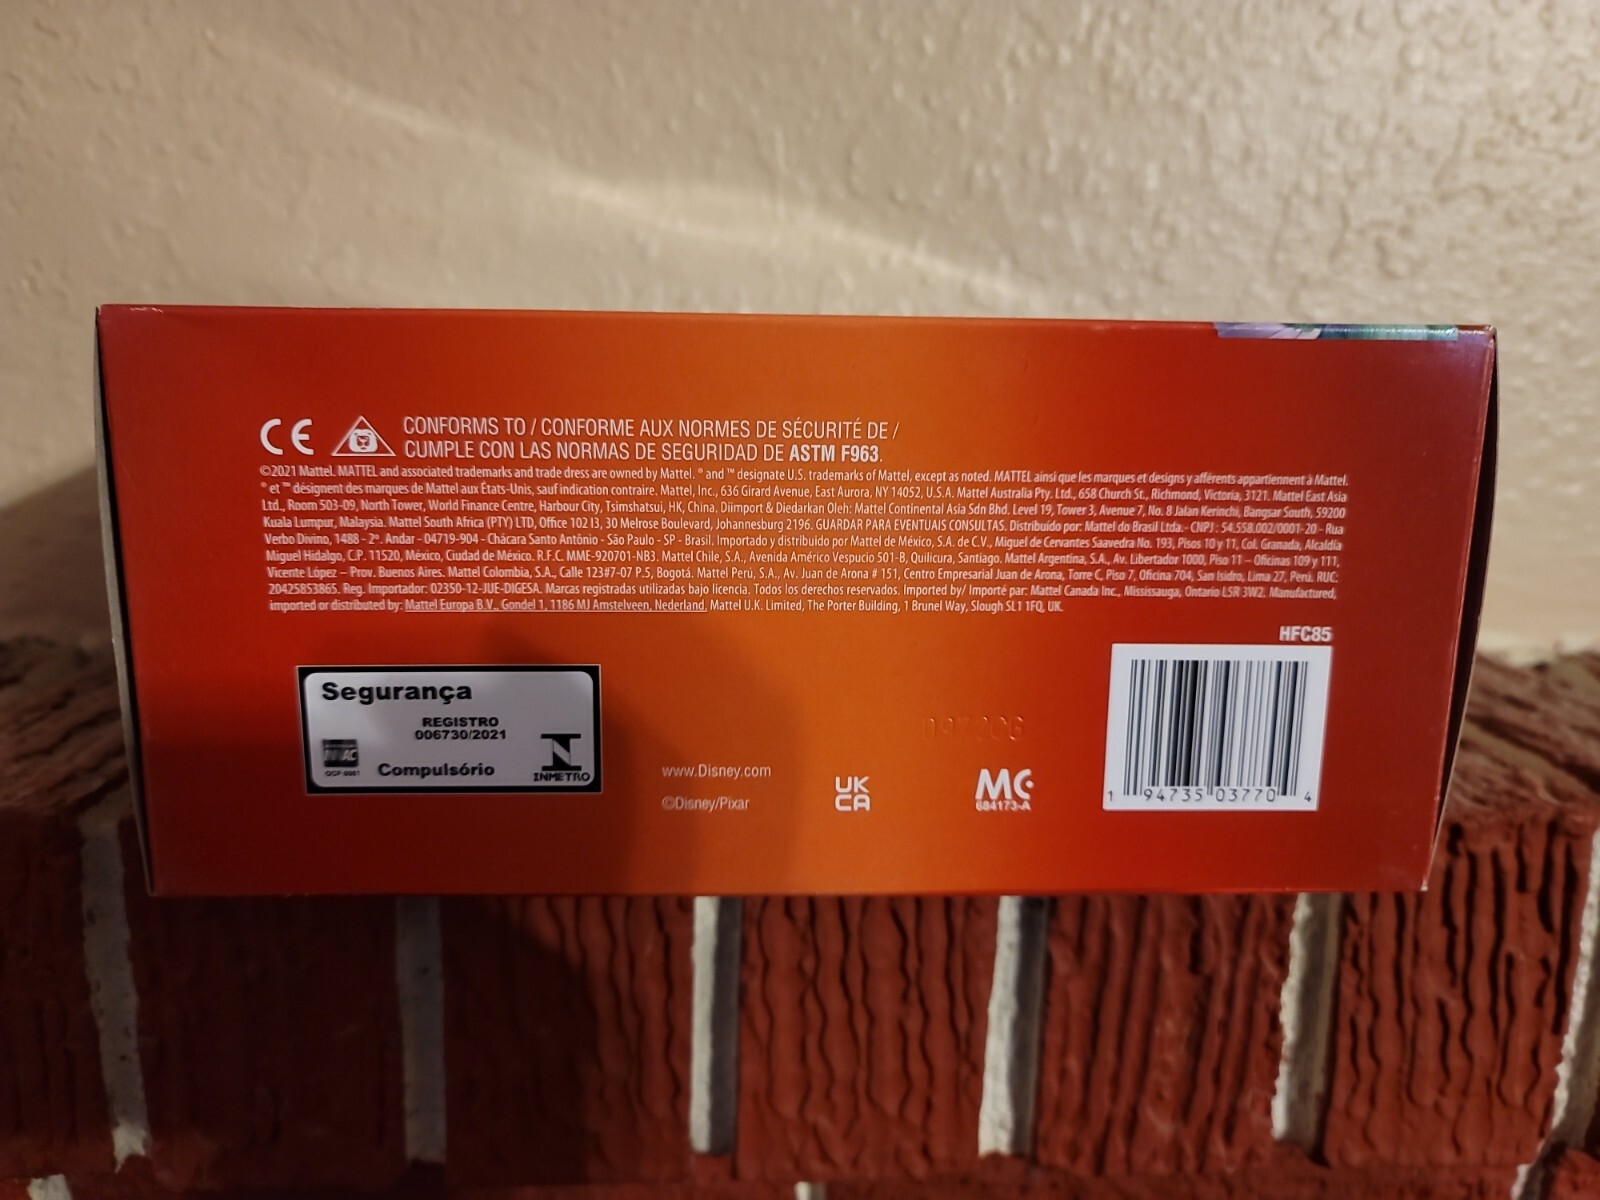 CE
CONFORMS TO / CONFORME AUX NORMES DE SÉCURITÉ DE /
CUMPLE CON LAS NORMAS DE SEGURIDAD DE ASTM F963.
©2021 Mattel. MATTEL and associated trademarks and trade dress are owned by Mattel. ® and ™ designate U.S. trademarks of Mattel, except as noted. MATTEL ainsi que les marques et designs y afférents appartiennent à Mattel.
® et ™ désignent des marques de Mattel aux États-Unis, sauf indication contraire. Mattel, Inc., 636 Girard Avenue, East Aurora, NY 14052, U.S.A. Mattel Australia Pty. Ltd., 658 Church St., Richmond, Victoria, 3121. Mattel East Asia
Ltd., Room 503-09, North Tower, World Finance Centre, Harbour City, Tsimshatsui, HK, China. Diimport & Diedarkan Oleh: Mattel Continental Asia Sdn Bhd. Level 19, Tower 3, Avenue 7, No. 8 Jalan Kerinchi, Bangsar South, 59200
Kuala Lumpur, Malaysia. Mattel South Africa (PTY) LTD, Office 102 I3, 30 Melrose Boulevard, Johannesburg 2196. GUARDAR PARA EVENTUAIS CONSULTAS. Distribuído por: Mattel do Brasil Ltda.- CNPJ : 54.558.002/0001-20 - Rua
Verbo Divino, 1488 - 2º. Andar - 04719-904 - Chácara Santo Antônio - São Paulo - SP - Brasil. Importado y distribuido por Mattel de México, S.A. de C.V., Miguel de Cervantes Saavedra No. 193, Pisos 10 y 11, Col. Granada, Alcaldía
Miguel Hidalgo, C.P. 11520, México, Ciudad de México. R.F.C. MME-920701-NB3. Mattel Chile, S.A., Avenida Américo Vespucio 501-B, Quilicura, Santiago. Mattel Argentina, S.A., Av. Libertador 1000, Piso 11 – Oficinas 109 y 111,
Vicente López – Prov. Buenos Aires. Mattel Colombia, S.A., Calle 123#7-07 P.5, Bogotá. Mattel Perú, S.A., Av. Juan de Arona # 151, Centro Empresarial Juan de Arona, Torre C, Piso 7, Oficina 704, San Isidro, Lima 27, Perú. RUC:
20425853865. Reg. Importador: 02350-12-JUE-DIGESA. Marcas registradas utilizadas bajo licencia. Todos los derechos reservados. Imported by/ Importé par : Mattel Canada Inc., Mississauga, Ontario L5R 3W2. Manufactured,
imported or distributed by: Mattel Europa B.V., Gondel 1, 1186 MJ Amstelveen, Nederland. Mattel U.K. Limited, The Porter Building, 1 Brunel Way, Slough SL1 1FQ, UK.
HFC85
Segurança
REGISTRO
006730/2021
OCP 0061
Compulsório
INMETRO
www.Disney.com
©Disney/Pixar
UK
CA
0972CG
MC
684173-A
1 94735 03770 4